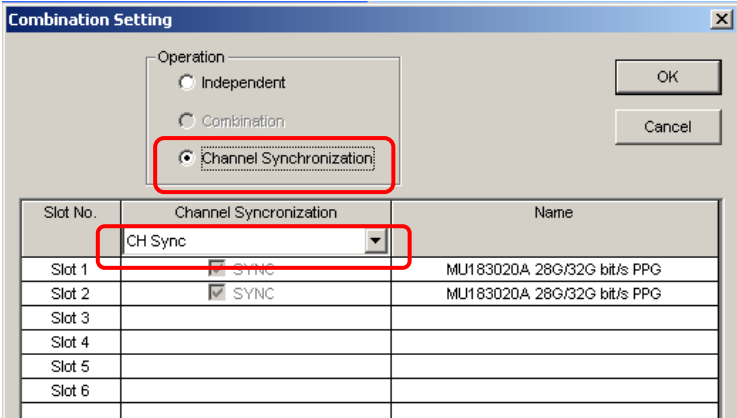 Combination Setting
Operation
Independent
Combination
Channel Synchronization
OK
Cancel
Slot No. Channel Syncronization Name
CH Sync
Slot 1 SYNC MU183020A 28G/32G bit/s PPG
Slot 2 SYNC MU183020A 28G/32G bit/s PPG
Slot 3
Slot 4
Slot 5
Slot 6